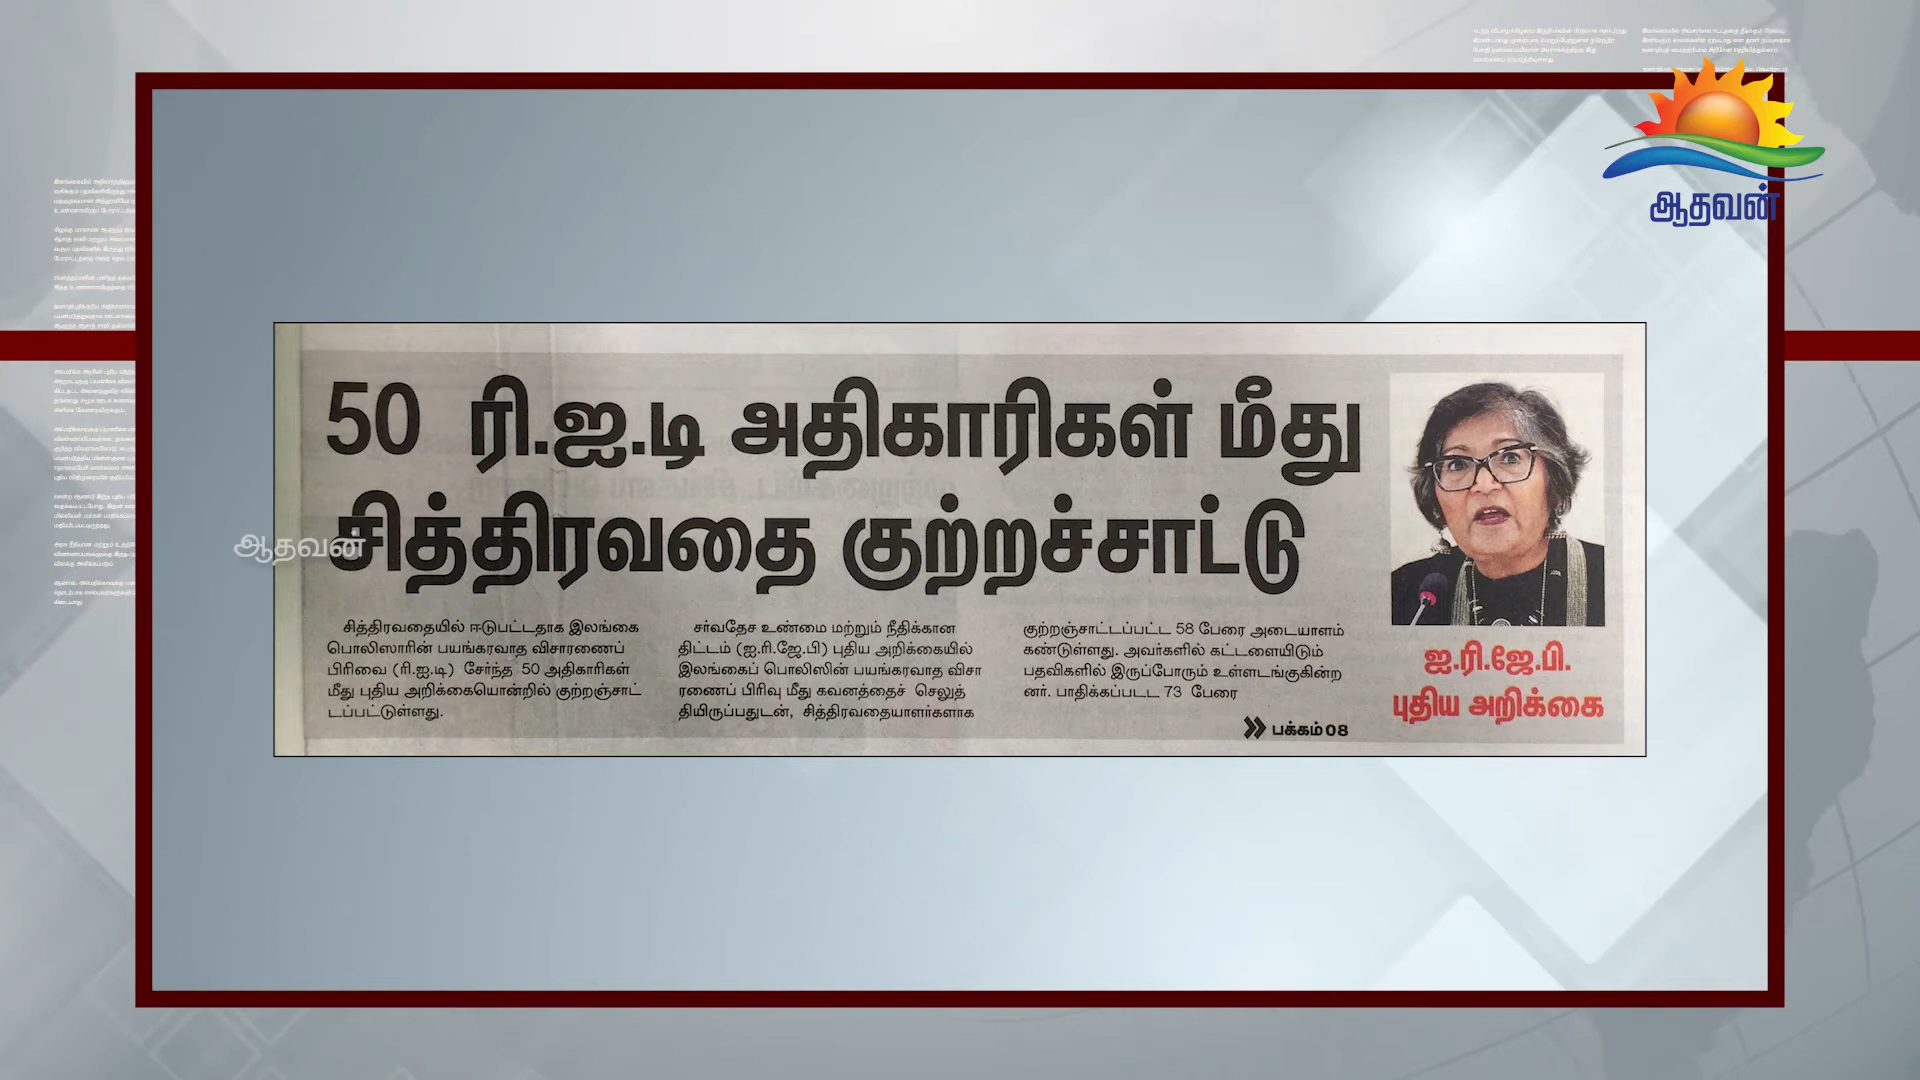 ஆதவன்
50 ரி.ஐ.டி அதிகாரிகள் மீது
சித்திரவதை குற்றச்சாட்டு
ஆதவன்
சித்திரவதையில் ஈடுபட்டதாக இலங்கை
பொலிஸாரின் பயங்கரவாத விசாரணைப்
பிரிவை (ரி.ஐ.டி) சேர்ந்த 50 அதிகாரிகள்
மீது புதிய அறிக்கையொன்றில் குற்றஞ்சாட்
டப்பட்டுள்ளது.
சர்வதேச உண்மை மற்றும் நீதிக்கான
திட்டம் (ஐ.ரி.ஜே.பி) புதிய அறிக்கையில்
இலங்கைப் பொலிஸின் பயங்கரவாத விசா
ரணைப் பிரிவு மீது கவனத்தைச் செலுத்
தியிருப்பதுடன், சித்திரவதையாளர்களாக
குற்றஞ்சாட்டப்பட்ட 58 பேரை அடையாளம்
கண்டுள்ளது. அவர்களில் கட்டளையிடும்
பதவிகளில் இருப்போரும் உள்ளடங்குகின்ற
னர். பாதிக்கப்படட 73 பேரை
பக்கம் 08
ஐ.ரி.ஜே.பி.
புதிய அறிக்கை